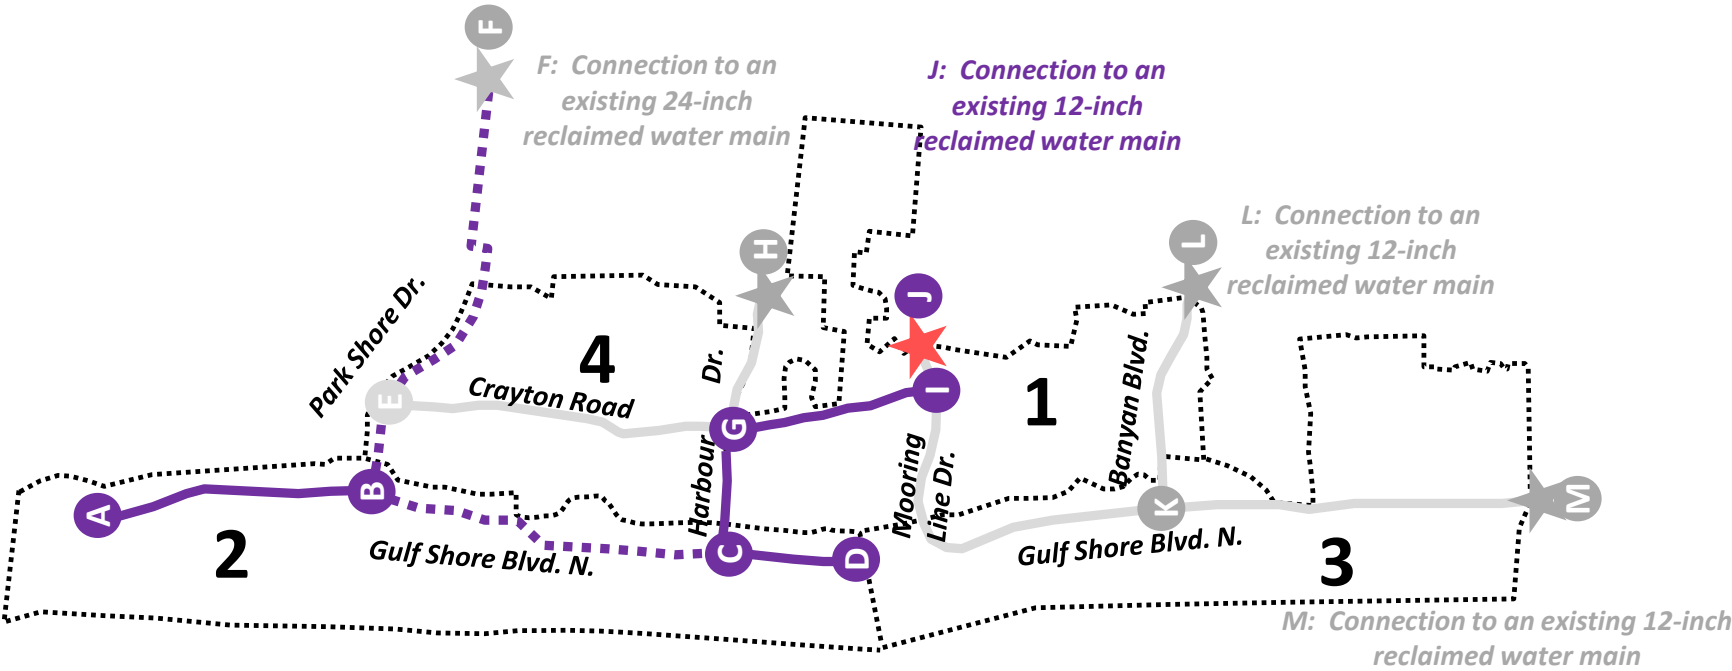 F
F: Connection to an
existing 24-inch
reclaimed water main
J: Connection to an
existing 12-inch
reclaimed water main
L: Connection to an
existing 12-inch
reclaimed water main
H
L
J
Park Shore Dr.
4
Dr.
1
Banyan Blvd.
E
Crayton Road
I
G
Harbour
Mooring
Line Dr.
A
B
K
M
2
Gulf Shore Blvd. N.
C
D
Gulf Shore Blvd. N.
3
M: Connection to an existing 12-inch
reclaimed water main